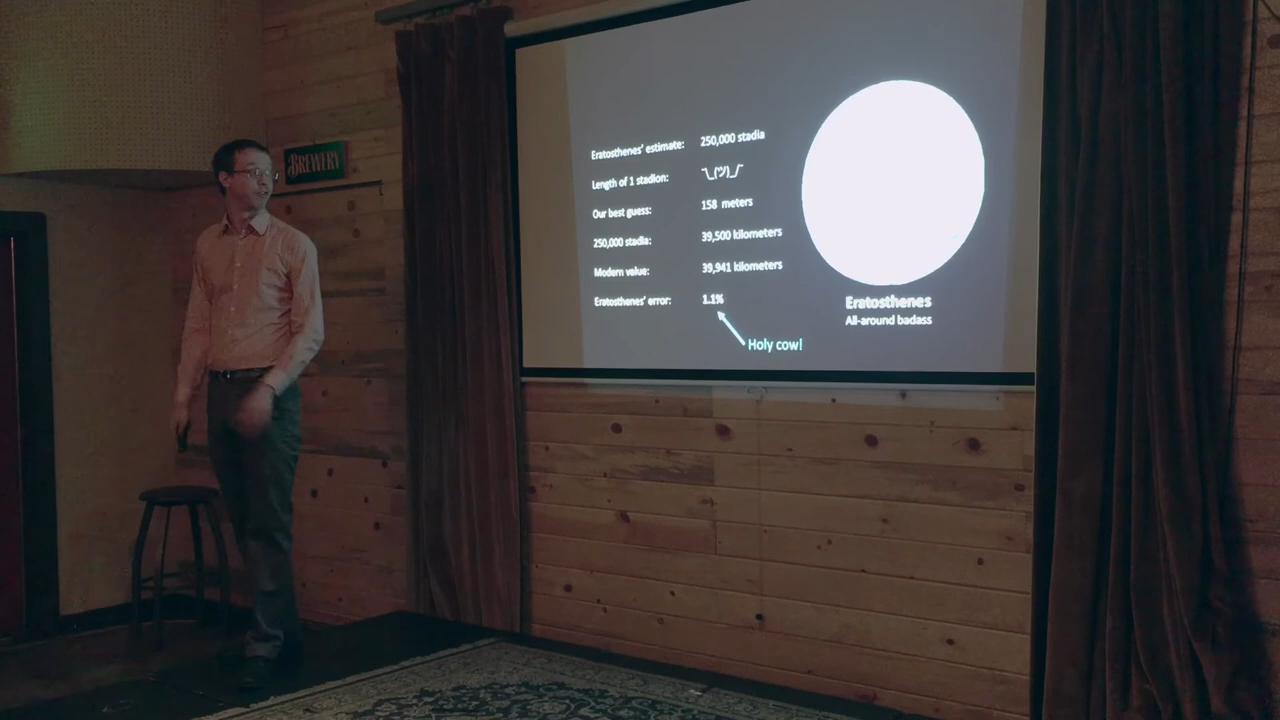 BREWERY
Eratosthenes' estimate: 250,000 stadia
Length of 1 stadion: ¯\_(ツ)_/¯
Our best guess: 158 meters
250,000 stadia: 39,500 kilometers
Modern value: 39,941 kilometers
Eratosthenes' error: 1.1%
Holy cow!
Eratosthenes
All-around badass